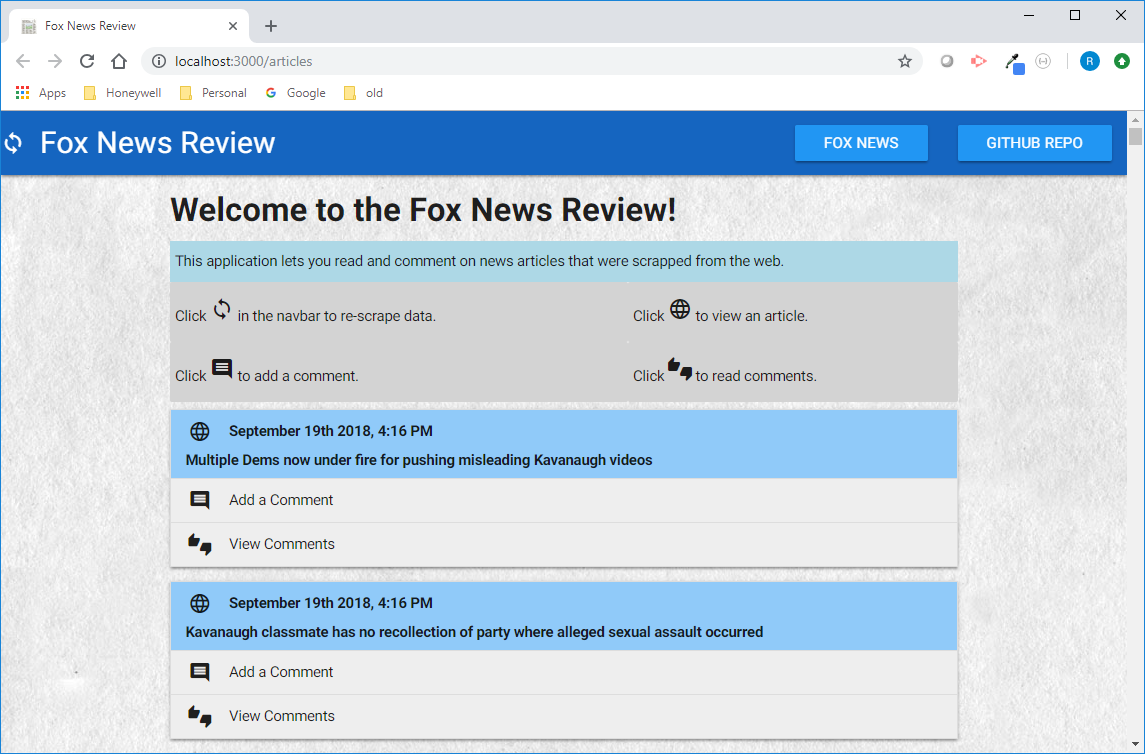 Fox News Review
localhost:3000/articles
R
Apps Honeywell Personal Google old
Fox News Review FOX NEWS GITHUB REPO
Welcome to the Fox News Review!
This application lets you read and comment on news articles that were scrapped from the web.
Click in the navbar to re-scrape data. Click to view an article.
Click to add a comment. Click to read comments.
September 19th 2018, 4:16 PM
Multiple Dems now under fire for pushing misleading Kavanaugh videos
Add a Comment
View Comments
September 19th 2018, 4:16 PM
Kavanaugh classmate has no recollection of party where alleged sexual assault occurred
Add a Comment
View Comments